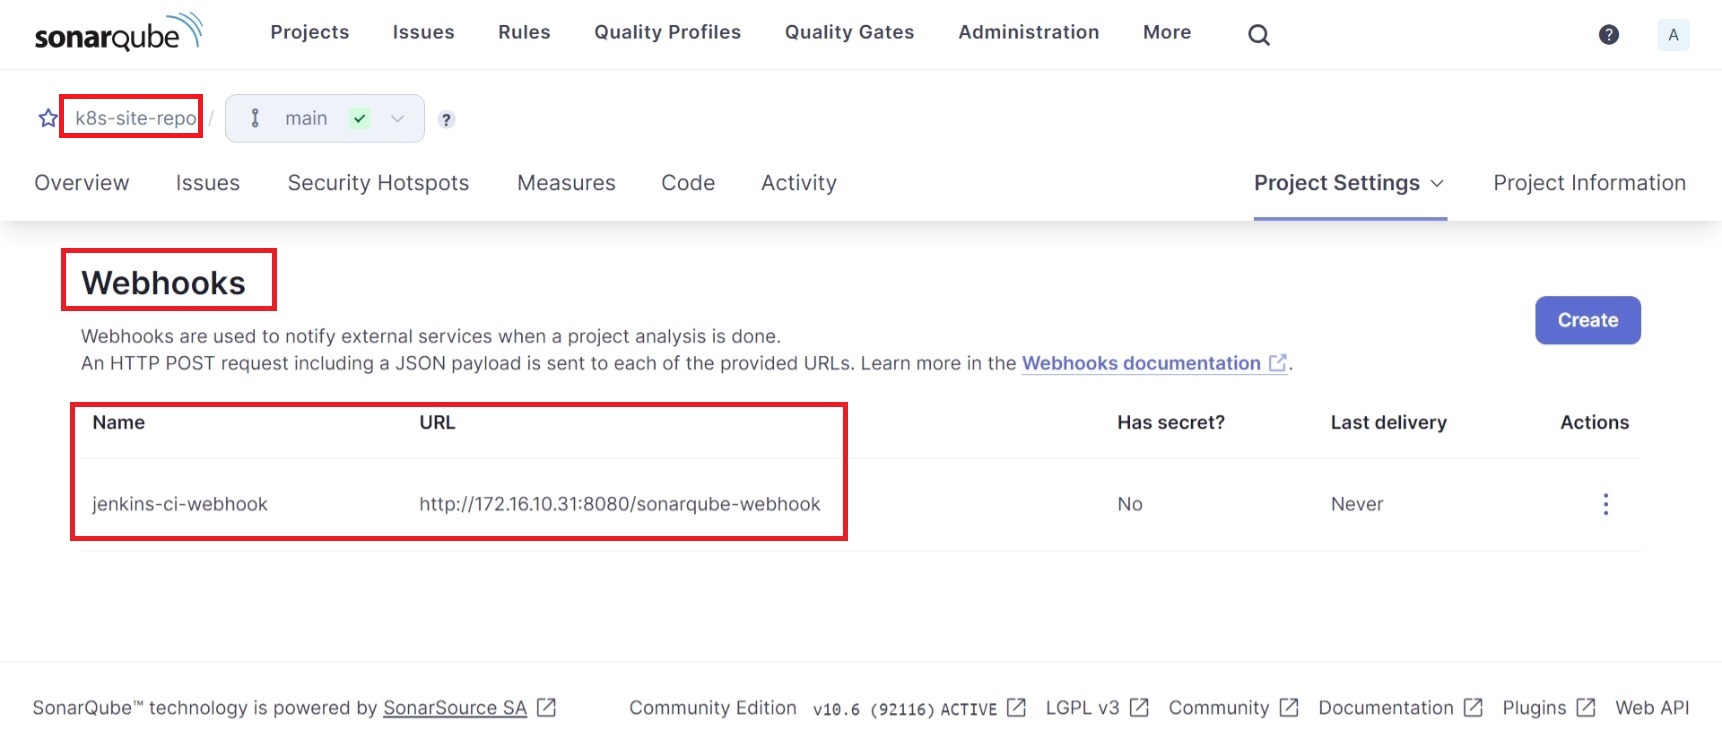 sonarqube Projects Issues Rules Quality Profiles Quality Gates Administration More ? A
k8s-site-repo / main ?
Overview Issues Security Hotspots Measures Code Activity Project Settings Project Information
Webhooks
Create
Webhooks are used to notify external services when a project analysis is done.
An HTTP POST request including a JSON payload is sent to each of the provided URLs. Learn more in the Webhooks documentation.
Name URL Has secret? Last delivery Actions
jenkins-ci-webhook http://172.16.10.31:8080/sonarqube-webhook No Never
SonarQube™ technology is powered by SonarSource SA Community Edition v10.6 (92116) ACTIVE LGPL v3 Community Documentation Plugins Web API